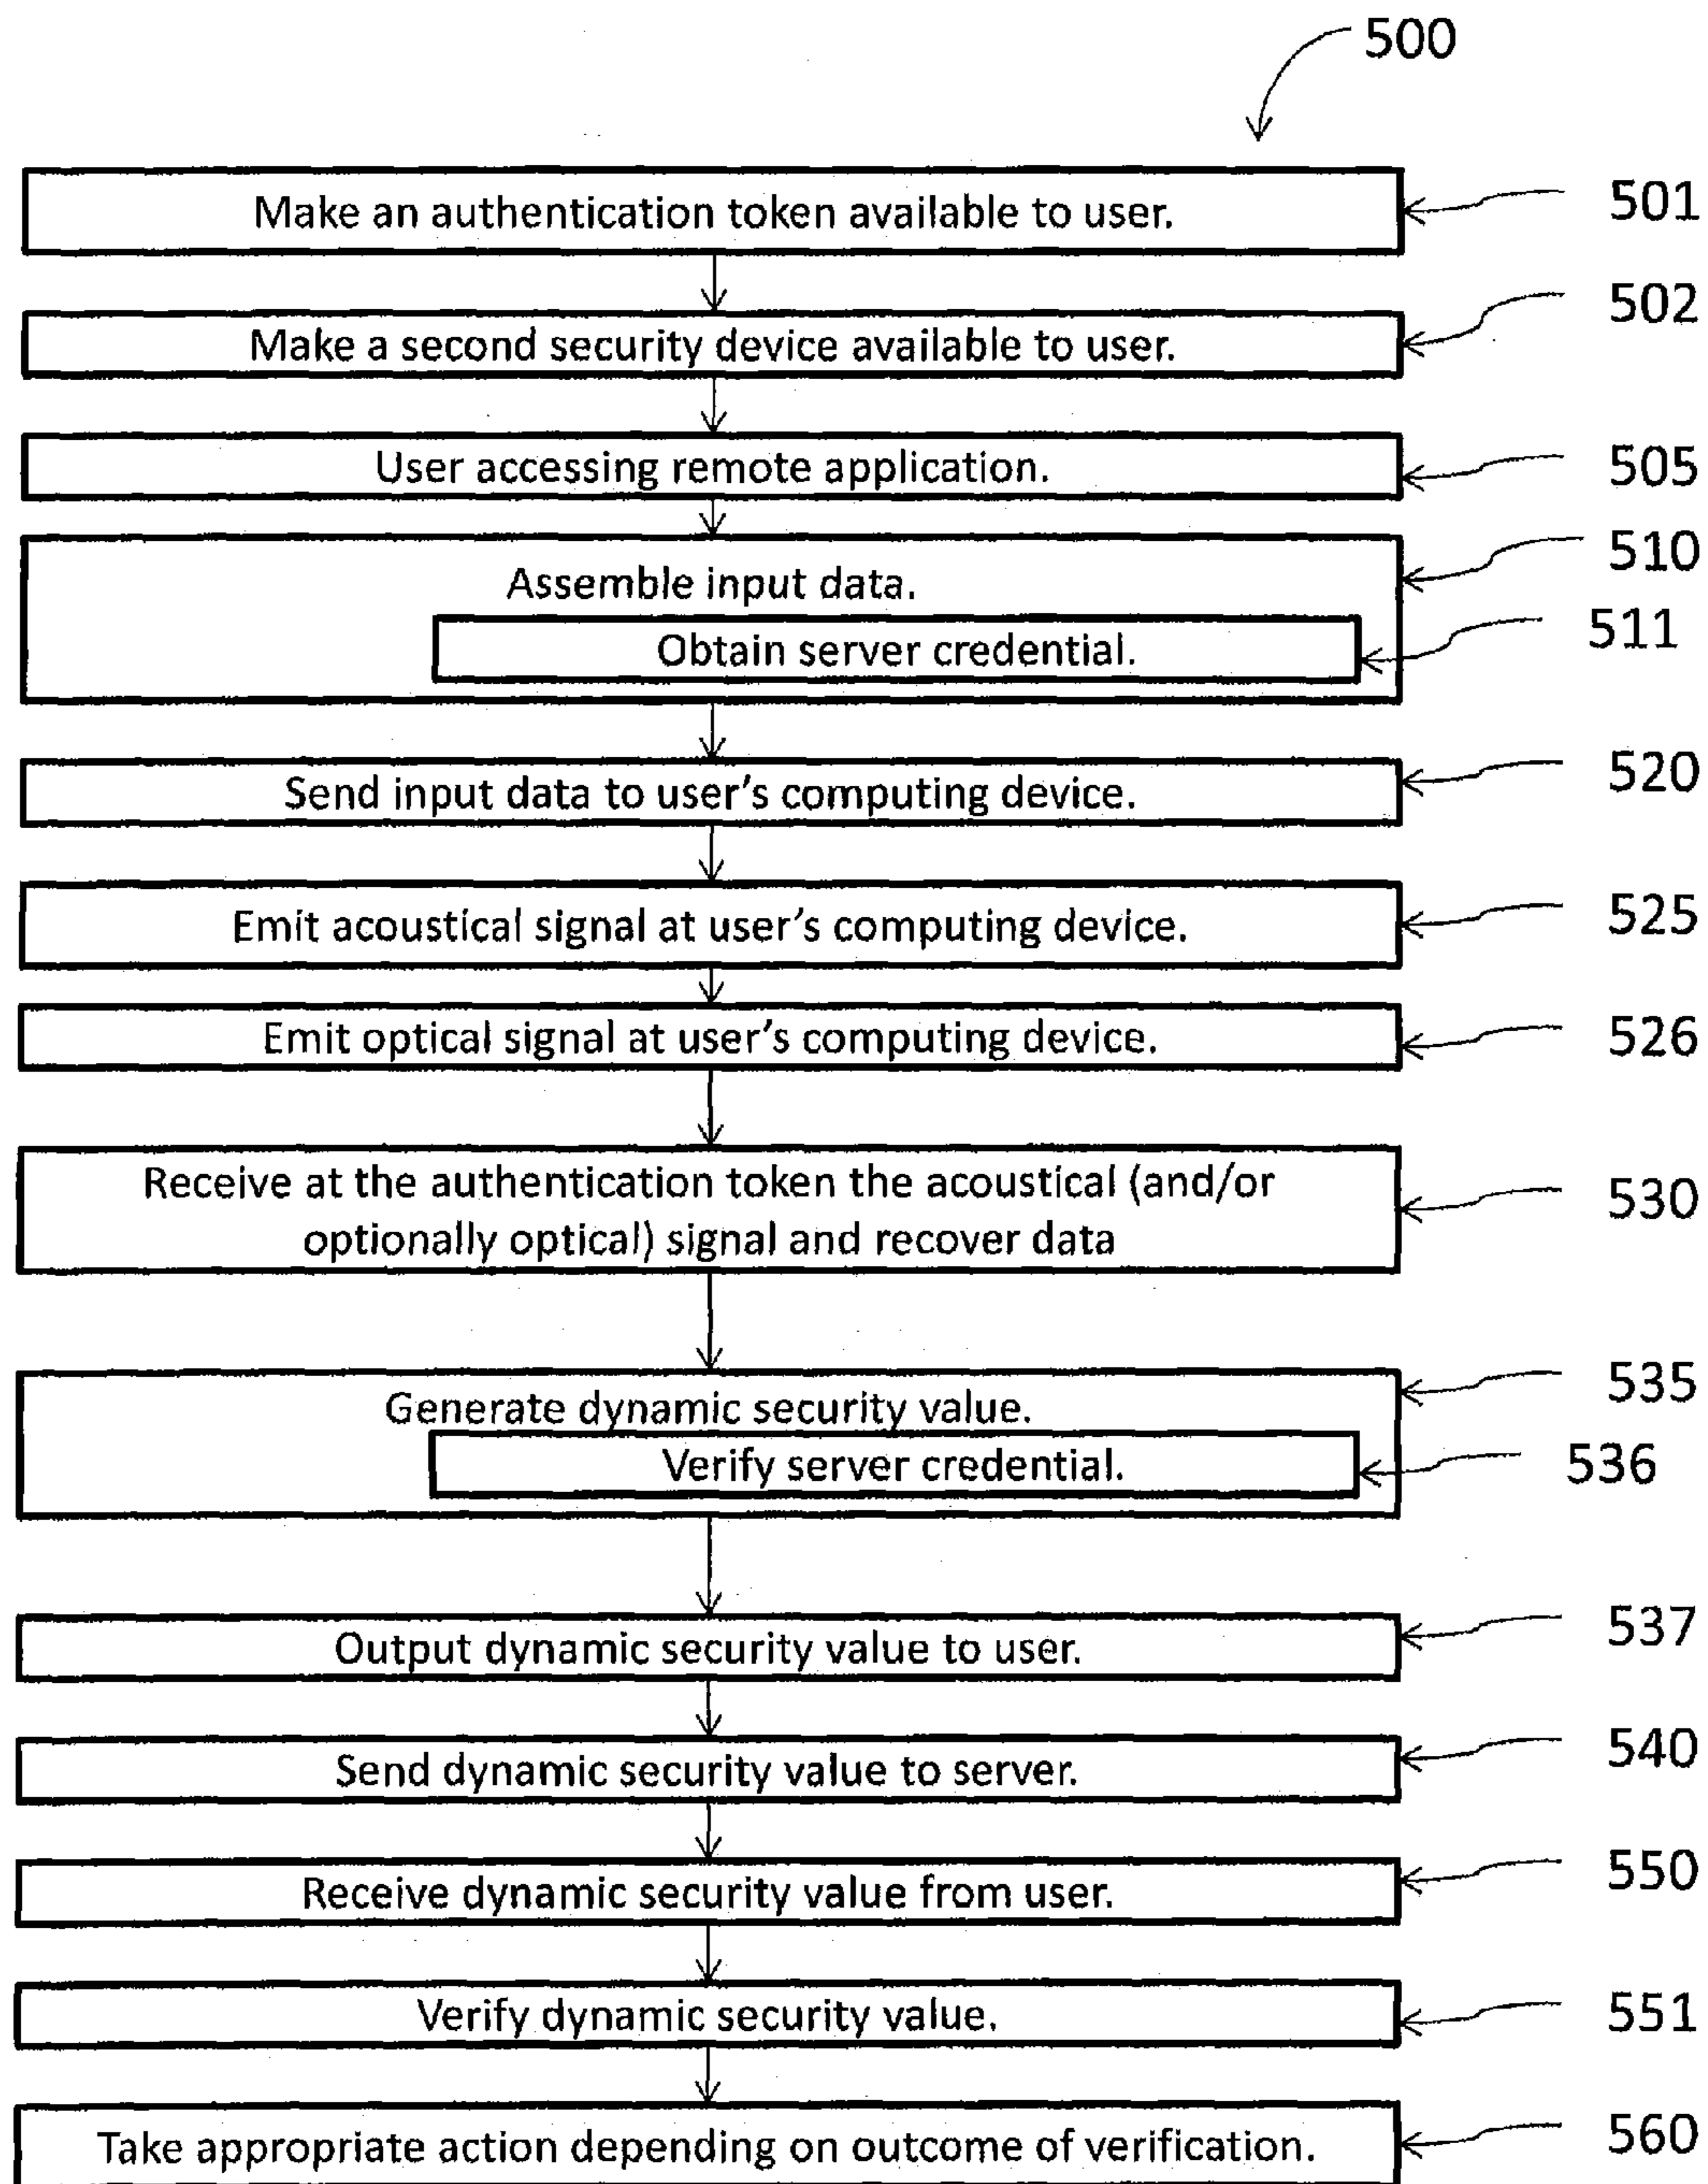 500
Make an authentication token available to user.
501
Make a second security device available to user.
502
User accessing remote application.
505
Assemble input data.
510
Obtain server credential.
511
Send input data to user's computing device.
520
Emit acoustical signal at user's computing device.
525
Emit optical signal at user's computing device.
526
Receive at the authentication token the acoustical (and/or
optionally optical) signal and recover data
530
Generate dynamic security value.
535
Verify server credential.
536
Output dynamic security value to user.
537
Send dynamic security value to server.
540
Receive dynamic security value from user.
550
Verify dynamic security value.
551
Take appropriate action depending on outcome of verification.
560